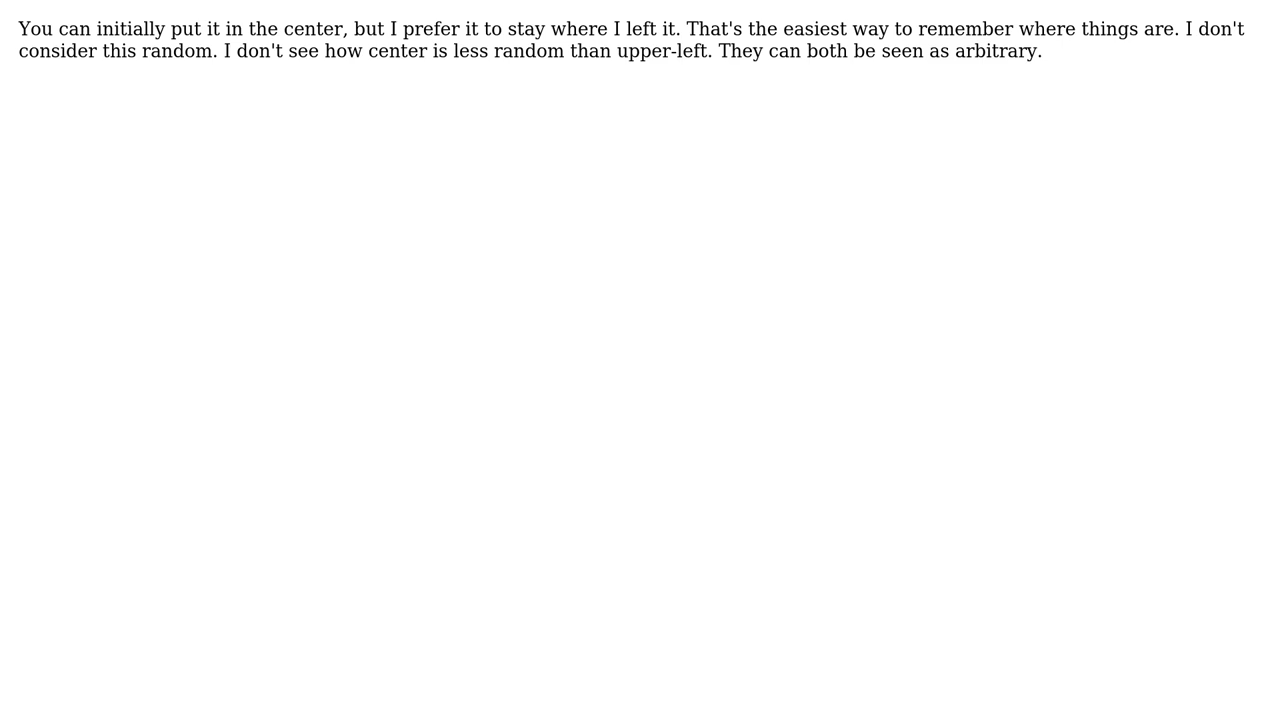 You can initially put it in the center, but I prefer it to stay where I left it. That's the easiest way to remember where things are. I don't
consider this random. I don't see how center is less random than upper-left. They can both be seen as arbitrary.